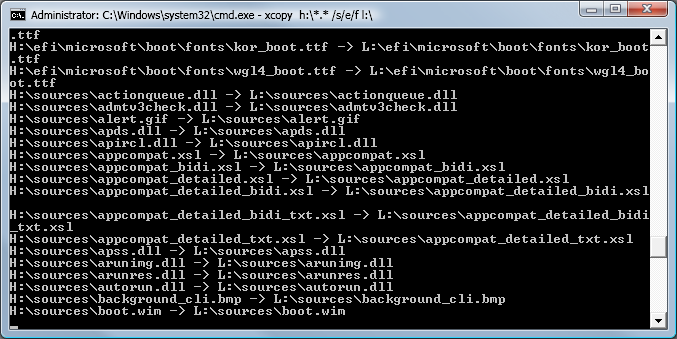 Administrator: C:\Windows\system32\cmd.exe - xcopy  h:\*.* /s/e/f l:\
.ttf
H:\efi\microsoft\boot\fonts\kor_boot.ttf -> L:\efi\microsoft\boot\fonts\kor_boot
.ttf
H:\efi\microsoft\boot\fonts\wgl4_boot.ttf -> L:\efi\microsoft\boot\fonts\wgl4_bo
ot.ttf
H:\sources\actionqueue.dll -> L:\sources\actionqueue.dll
H:\sources\admtv3check.dll -> L:\sources\admtv3check.dll
H:\sources\alert.gif -> L:\sources\alert.gif
H:\sources\apds.dll -> L:\sources\apds.dll
H:\sources\apircl.dll -> L:\sources\apircl.dll
H:\sources\appcompat.xsl -> L:\sources\appcompat.xsl
H:\sources\appcompat_bidi.xsl -> L:\sources\appcompat_bidi.xsl
H:\sources\appcompat_detailed.xsl -> L:\sources\appcompat_detailed.xsl
H:\sources\appcompat_detailed_bidi.xsl -> L:\sources\appcompat_detailed_bidi.xsl
H:\sources\appcompat_detailed_bidi_txt.xsl -> L:\sources\appcompat_detailed_bidi
_txt.xsl
H:\sources\appcompat_detailed_txt.xsl -> L:\sources\appcompat_detailed_txt.xsl
H:\sources\apss.dll -> L:\sources\apss.dll
H:\sources\arunimg.dll -> L:\sources\arunimg.dll
H:\sources\arunres.dll -> L:\sources\arunres.dll
H:\sources\autorun.dll -> L:\sources\autorun.dll
H:\sources\background_cli.bmp -> L:\sources\background_cli.bmp
H:\sources\boot.wim -> L:\sources\boot.wim